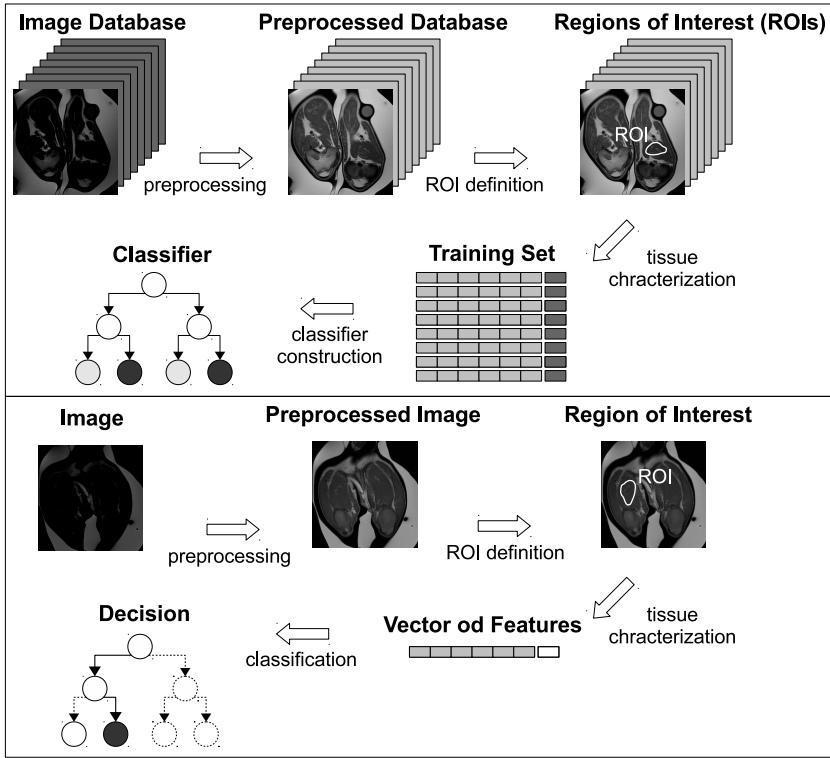 Image Database
Preprocessed Database
Regions of Interest (ROIs)
ROI
preprocessing
ROI definition
tissue
chracterization
Training Set
Classifier
classifier
construction
Image
Preprocessed Image
Region of Interest
ROI
preprocessing
ROI definition
tissue
chracterization
Vector od Features
Decision
classification